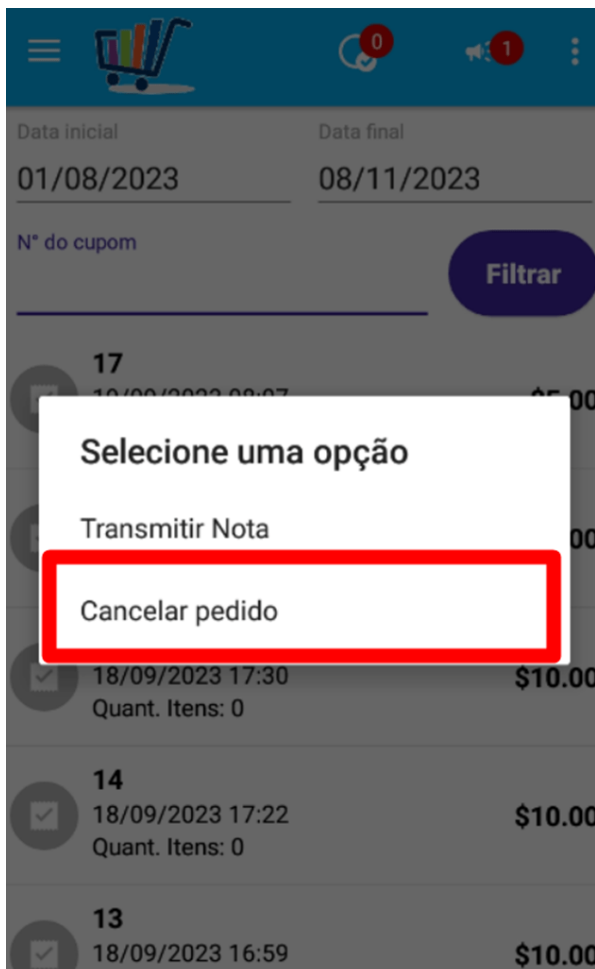 0
1
Data inicial
Data final
01/08/2023
08/11/2023
N° do cupom
Filtrar
17
Selecione uma opção
Transmitir Nota
Cancelar pedido
18/09/2023 17:30
$10.00
Quant. Itens: 0
14
18/09/2023 17:22
$10.00
Quant. Itens: 0
13
18/09/2023 16:59
$10.00